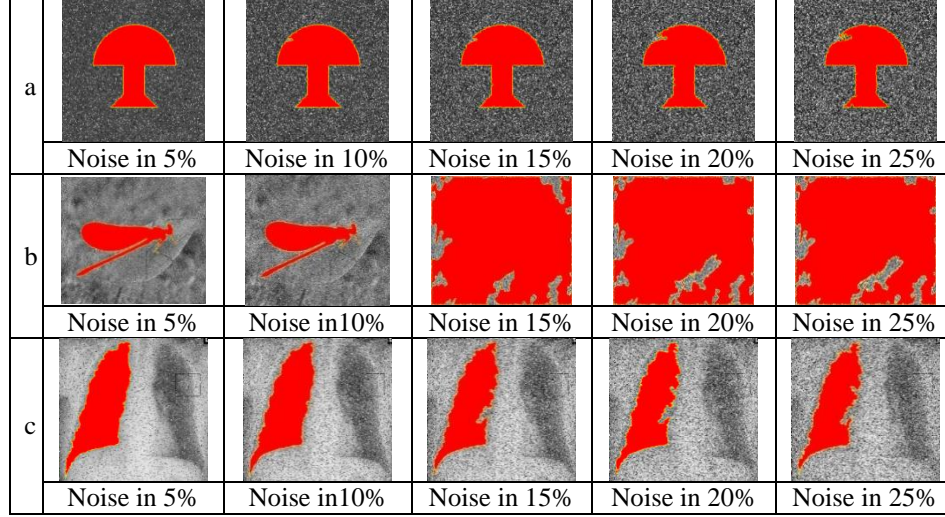 a
Noise in 5% Noise in 10% Noise in 15% Noise in 20% Noise in 25%
b
Noise in 5% Noise in10% Noise in 15% Noise in 20% Noise in 25%
c
Noise in 5% Noise in10% Noise in 15% Noise in 20% Noise in 25%